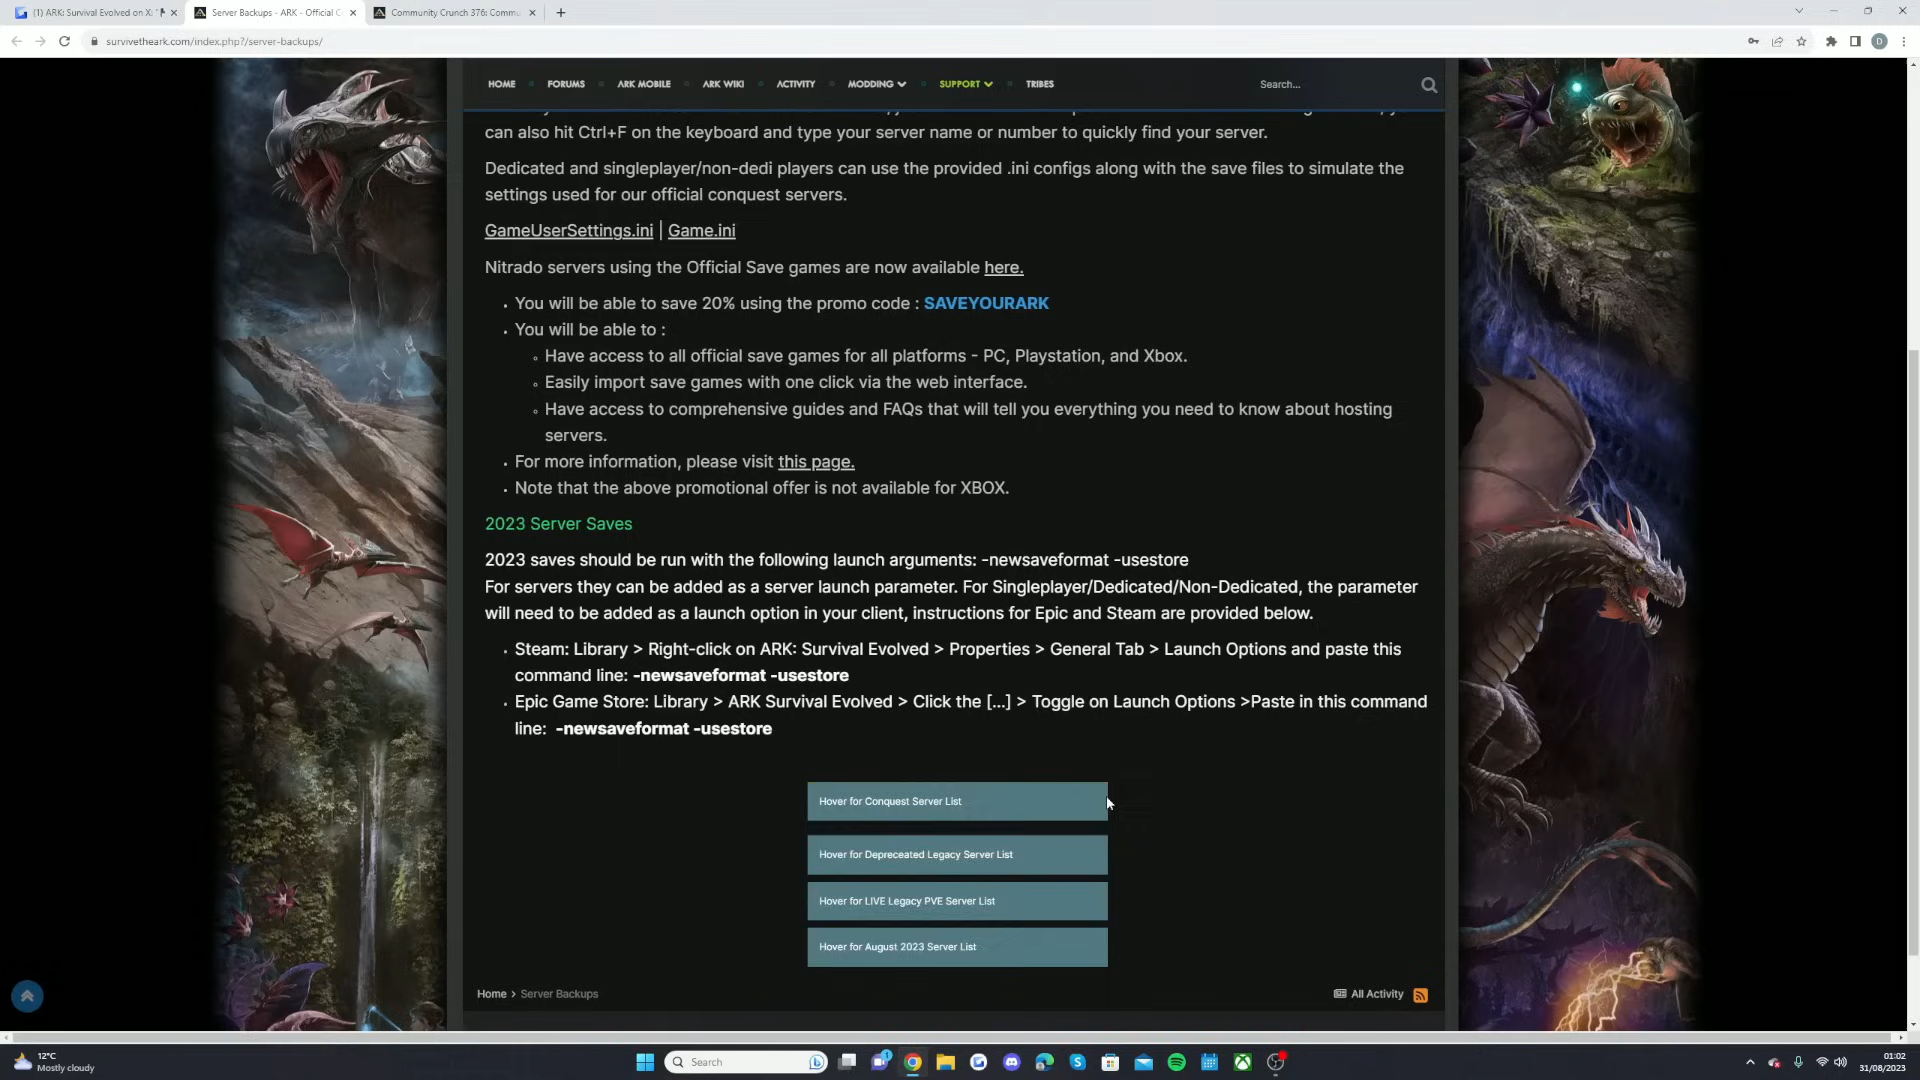 (1) ARK: Survival Evolved on X: "
Server Backups - ARK - Official C
Community Crunch 376: Commu
survivetheark.com/index.php?/server-backups/
HOME FORUMS ARK MOBILE ARK WIKI ACTIVITY MODDING SUPPORT TRIBES Search...
can also hit Ctrl+F on the keyboard and type your server name or number to quickly find your server.
Dedicated and singleplayer/non-dedi players can use the provided .ini configs along with the save files to simulate the
settings used for our official conquest servers.
GameUserSettings.ini | Game.ini
Nitrado servers using the Official Save games are now available here.
• You will be able to save 20% using the promo code : SAVEYOURARK
• You will be able to :
◦ Have access to all official save games for all platforms - PC, Playstation, and Xbox.
◦ Easily import save games with one click via the web interface.
◦ Have access to comprehensive guides and FAQs that will tell you everything you need to know about hosting
servers.
• For more information, please visit this page.
• Note that the above promotional offer is not available for XBOX.
2023 Server Saves
2023 saves should be run with the following launch arguments: -newsaveformat -usestore
For servers they can be added as a server launch parameter. For Singleplayer/Dedicated/Non-Dedicated, the parameter
will need to be added as a launch option in your client, instructions for Epic and Steam are provided below.
• Steam: Library > Right-click on ARK: Survival Evolved > Properties > General Tab > Launch Options and paste this
command line: -newsaveformat -usestore
• Epic Game Store: Library > ARK Survival Evolved > Click the [...] > Toggle on Launch Options >Paste in this command
line: -newsaveformat -usestore
Hover for Conquest Server List
Hover for Depreceated Legacy Server List
Hover for LIVE Legacy PVE Server List
Hover for August 2023 Server List
Home > Server Backups
All Activity
12°C
Mostly cloudy
Search
01:02
31/08/2023